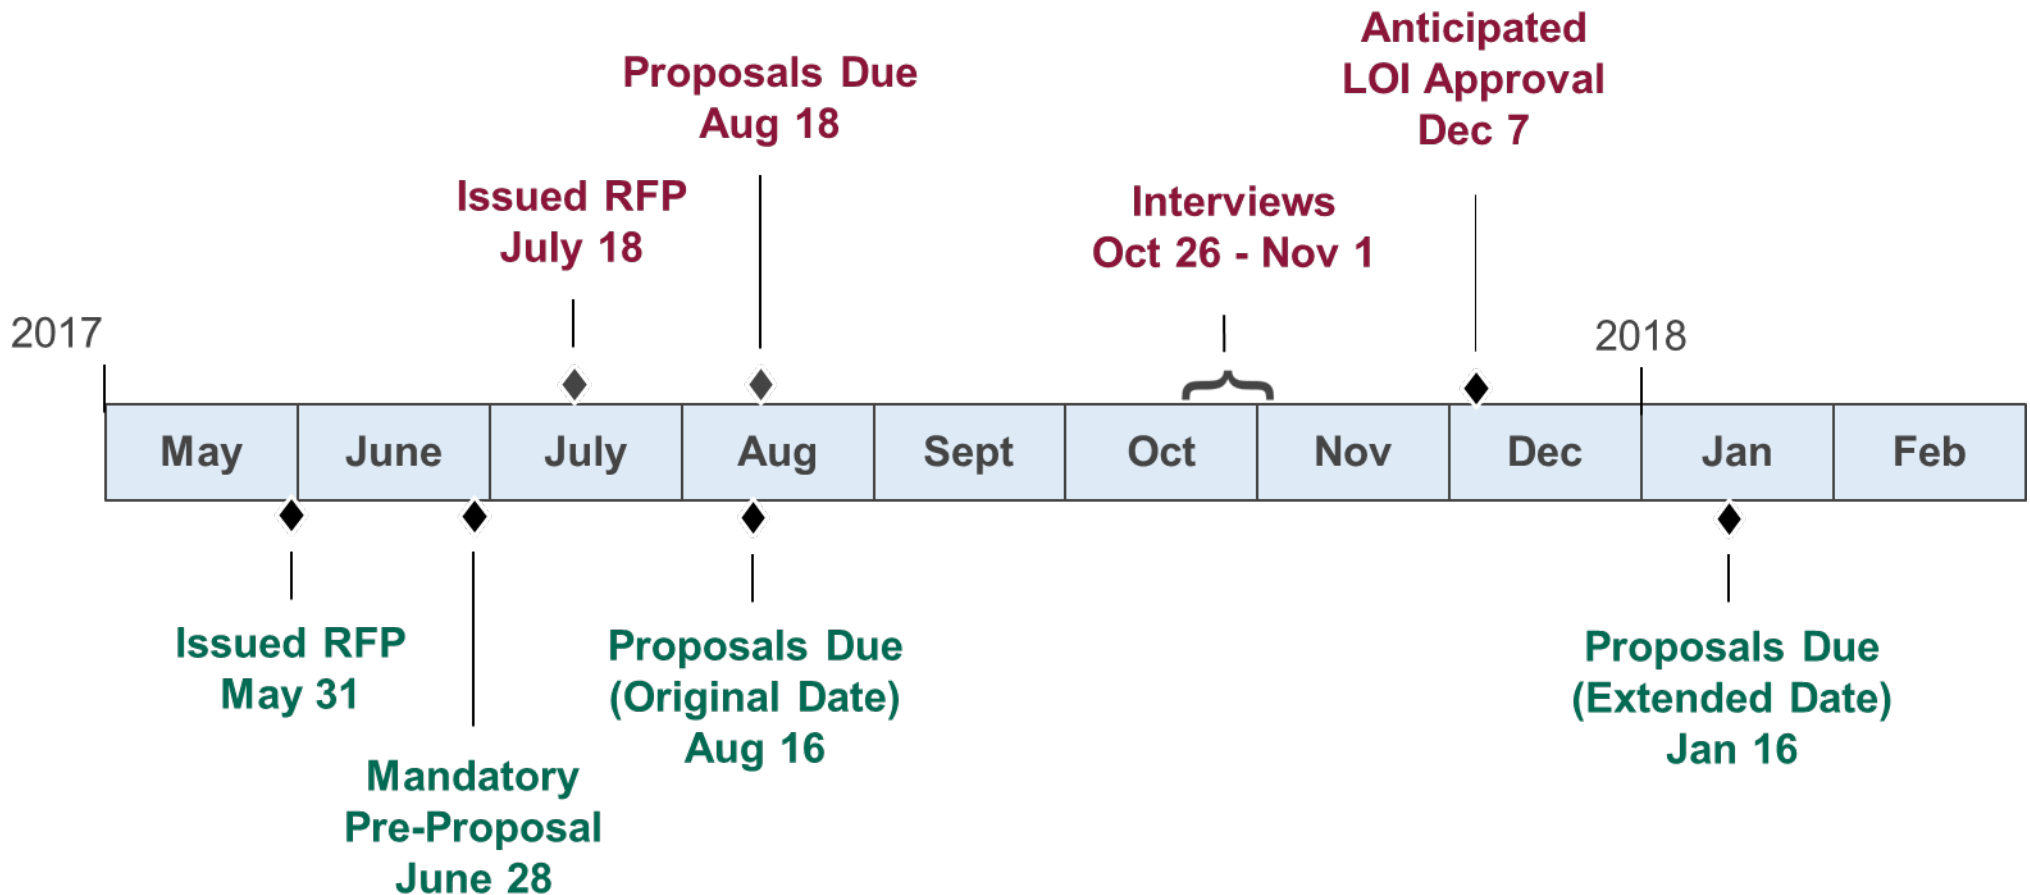 Anticipated
LOI Approval
Dec 7
Proposals Due
Aug 18
Issued RFP
July 18
Interviews
Oct 26 - Nov 1
2017
2018
May
June
July
Aug
Sept
Oct
Nov
Dec
Jan
Feb
Issued RFP
May 31
Mandatory
Pre-Proposal
June 28
Proposals Due
(Original Date)
Aug 16
Proposals Due
(Extended Date)
Jan 16